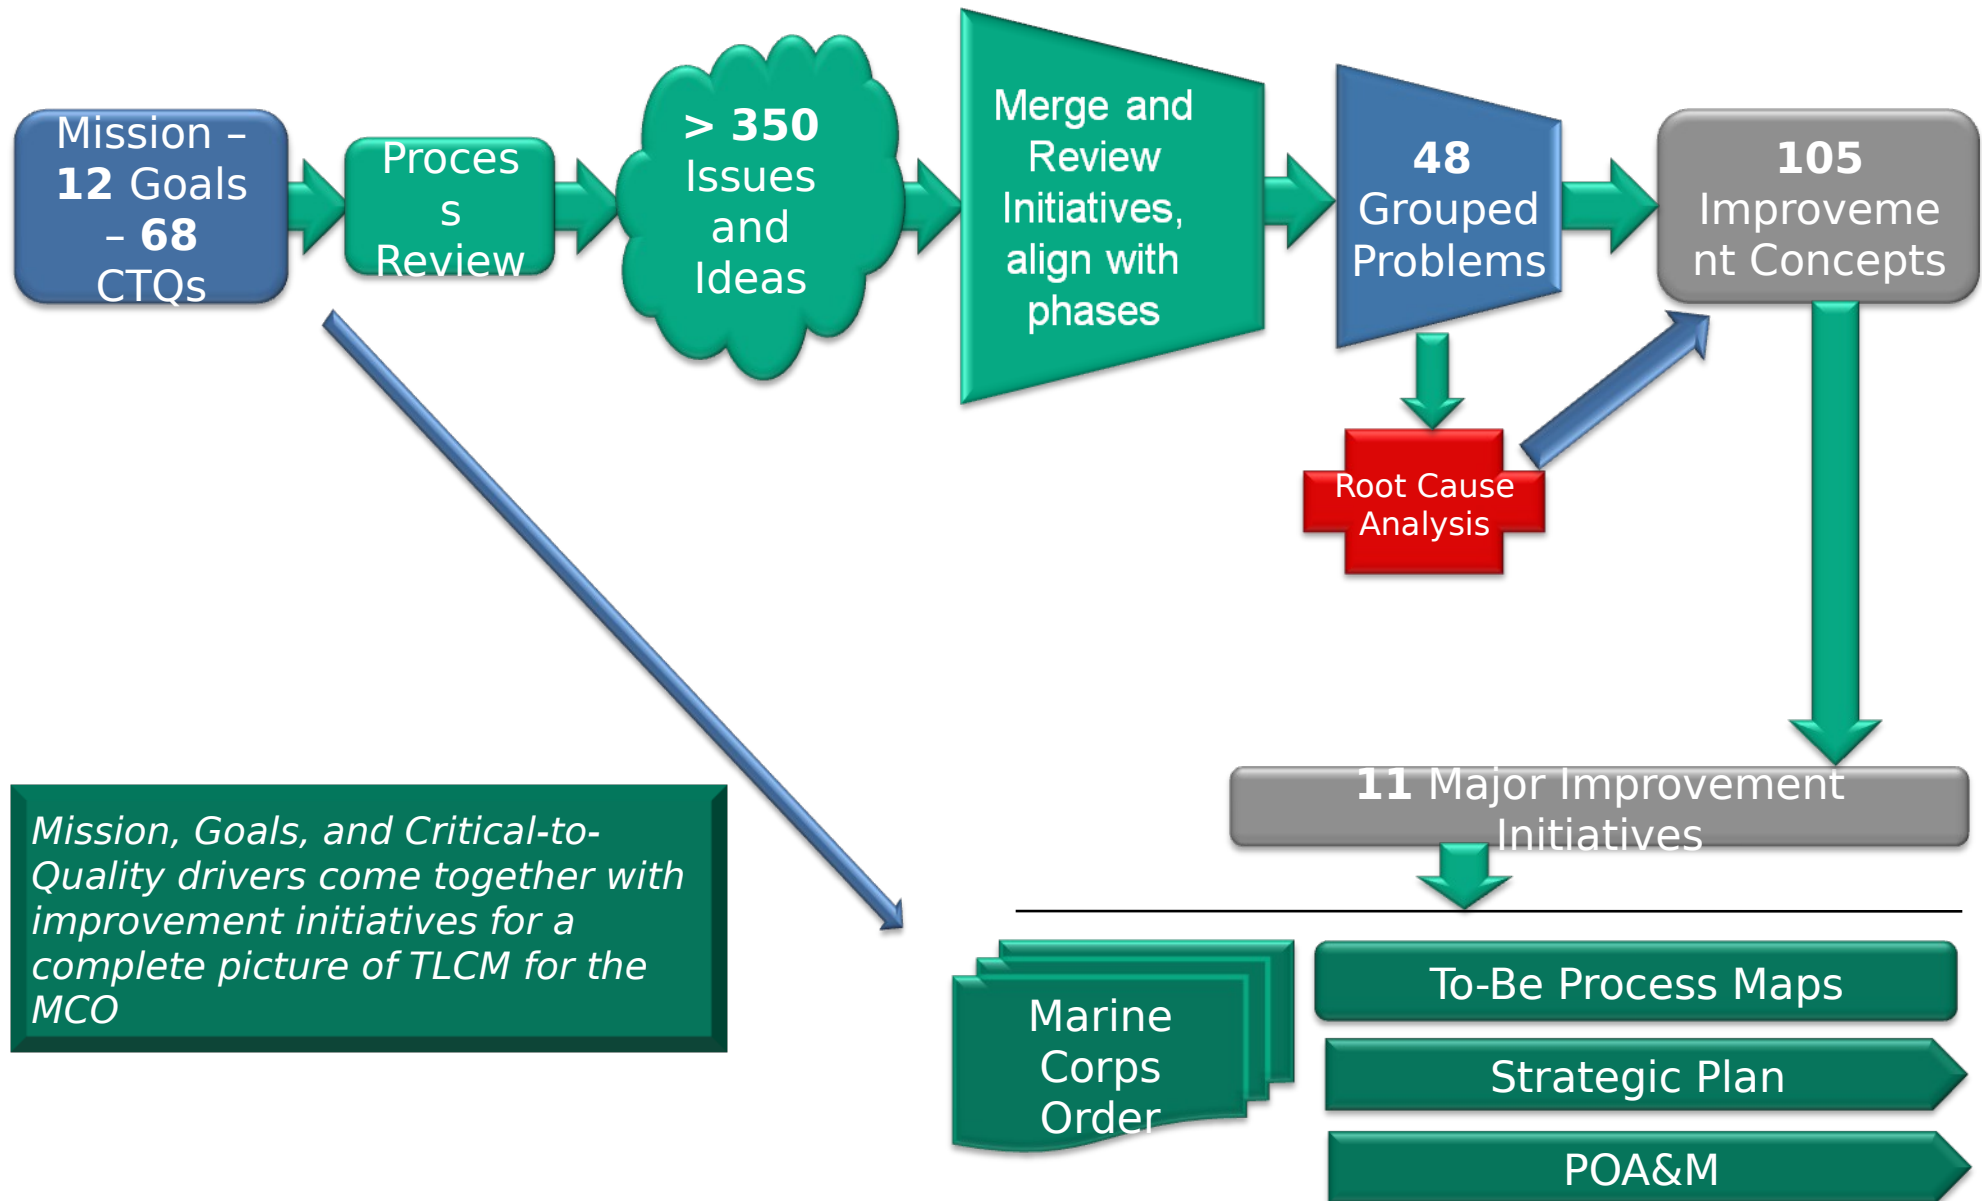 Mission –
12 Goals
– 68
CTQs
Proces
s
Review
> 350
Issues
and
Ideas
Merge and
Review
Initiatives,
align with
phases
48
Grouped
Problems
105
Improveme
nt Concepts
Root Cause
Analysis
11 Major Improvement
Initiatives
Mission, Goals, and Critical-to-
Quality drivers come together with
improvement initiatives for a
complete picture of TLCM for the
MCO
Marine
Corps
Order
To-Be Process Maps
Strategic Plan
POA&M